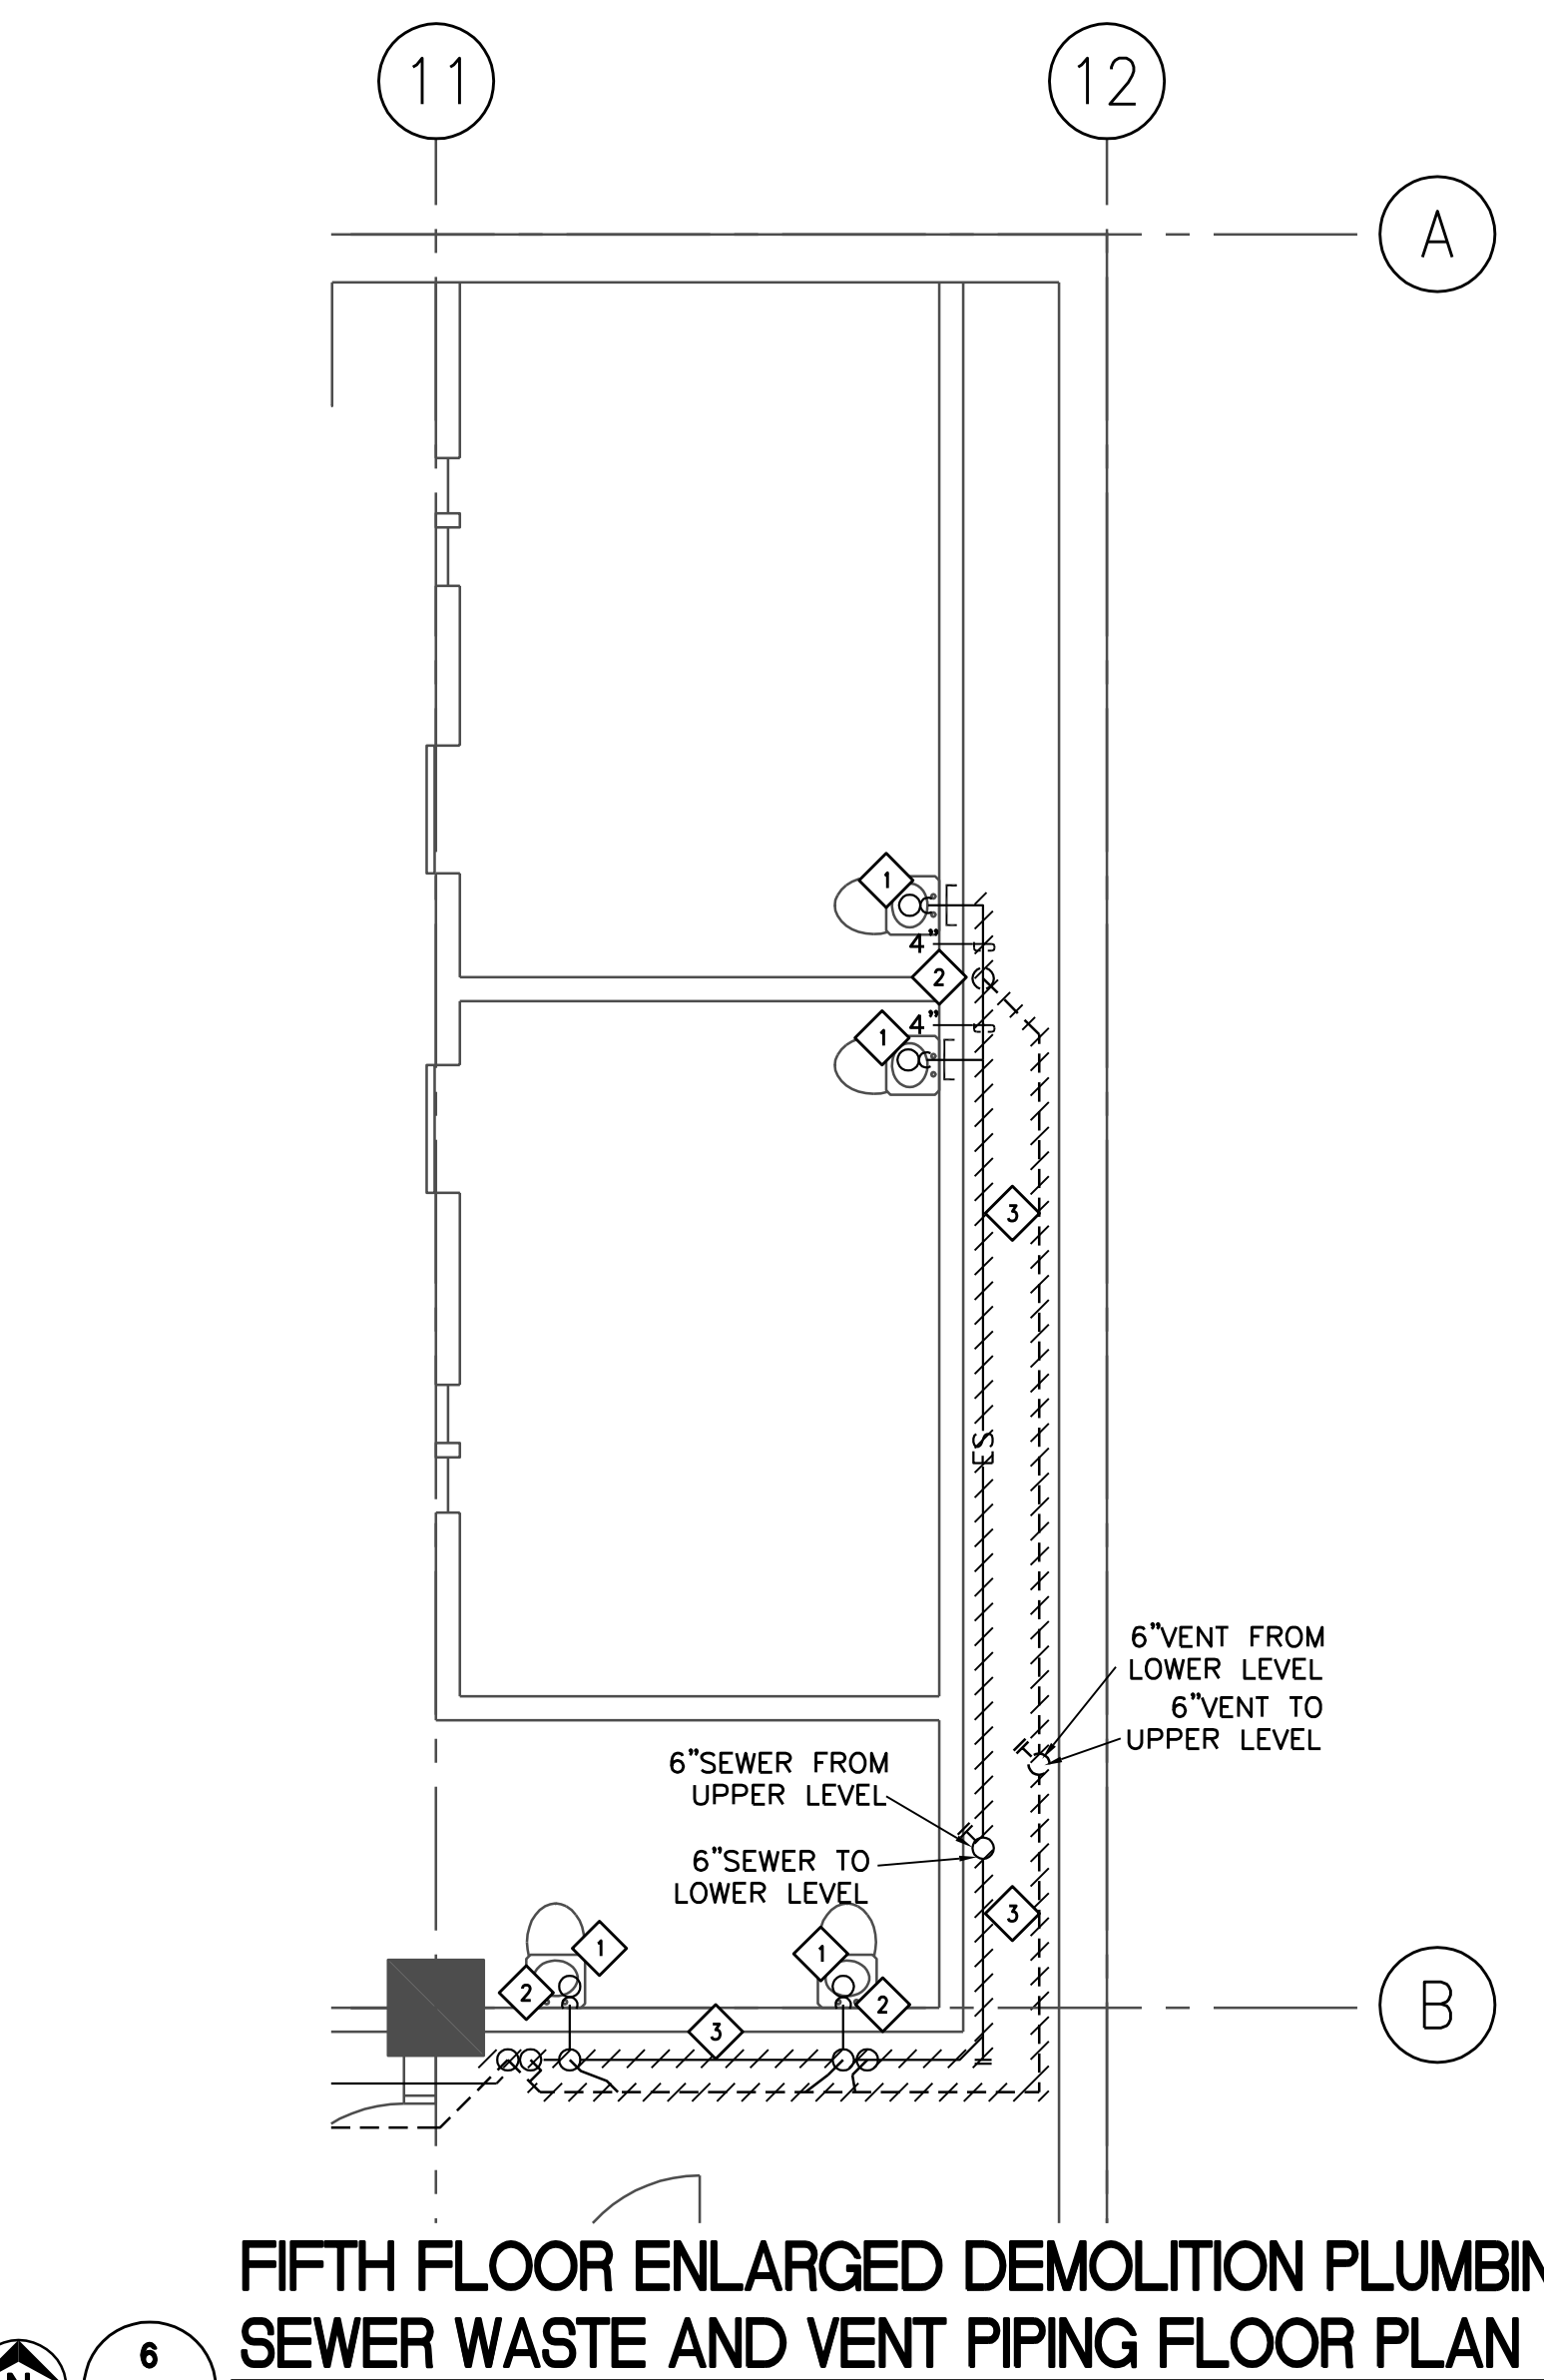 11
12
A
1
4"
2
4"
1
3
ES
6"VENT FROM
LOWER LEVEL
6"VENT TO
UPPER LEVEL
6"SEWER FROM
UPPER LEVEL
6"SEWER TO
LOWER LEVEL
3
1
1
2
2
B
3
FIFTH FLOOR ENLARGED DEMOLITION PLUMBIN
SEWER WASTE AND VENT PIPING FLOOR PLAN
6
N